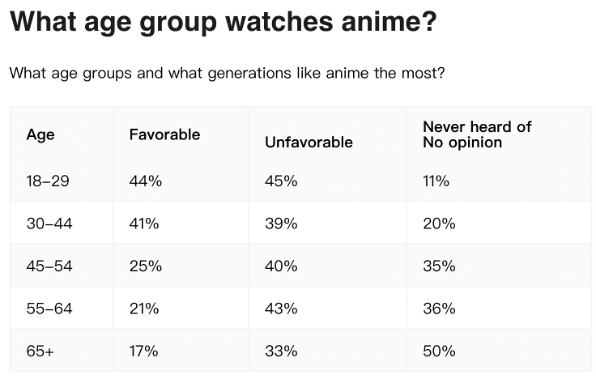 What age group watches anime?
What age groups and what generations like anime the most?
Age Favorable Unfavorable Never heard of
No opinion
18–29 44% 45% 11%
30–44 41% 39% 20%
45–54 25% 40% 35%
55–64 21% 43% 36%
65+ 17% 33% 50%